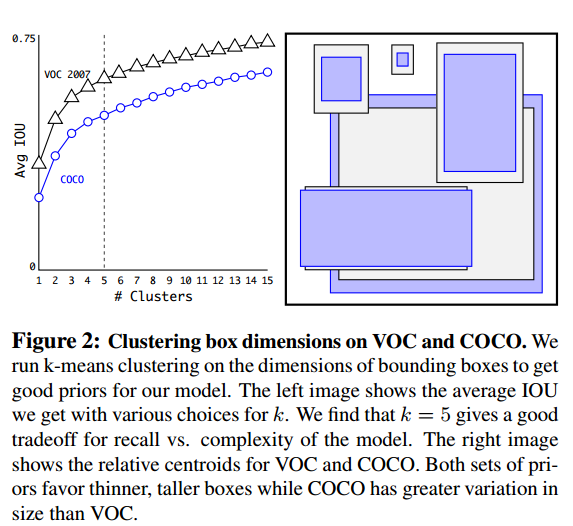 0.75
VOC 2007
Avg IOU
COCO
0
1 2 3 4 5 6 7 8 9 10 11 12 13 14 15
# Clusters
Figure 2: Clustering box dimensions on VOC and COCO. We
run k-means clustering on the dimensions of bounding boxes to get
good priors for our model. The left image shows the average IOU
we get with various choices for k. We find that k = 5 gives a good
tradeoff for recall vs. complexity of the model. The right image
shows the relative centroids for VOC and COCO. Both sets of pri-
ors favor thinner, taller boxes while COCO has greater variation in
size than VOC.